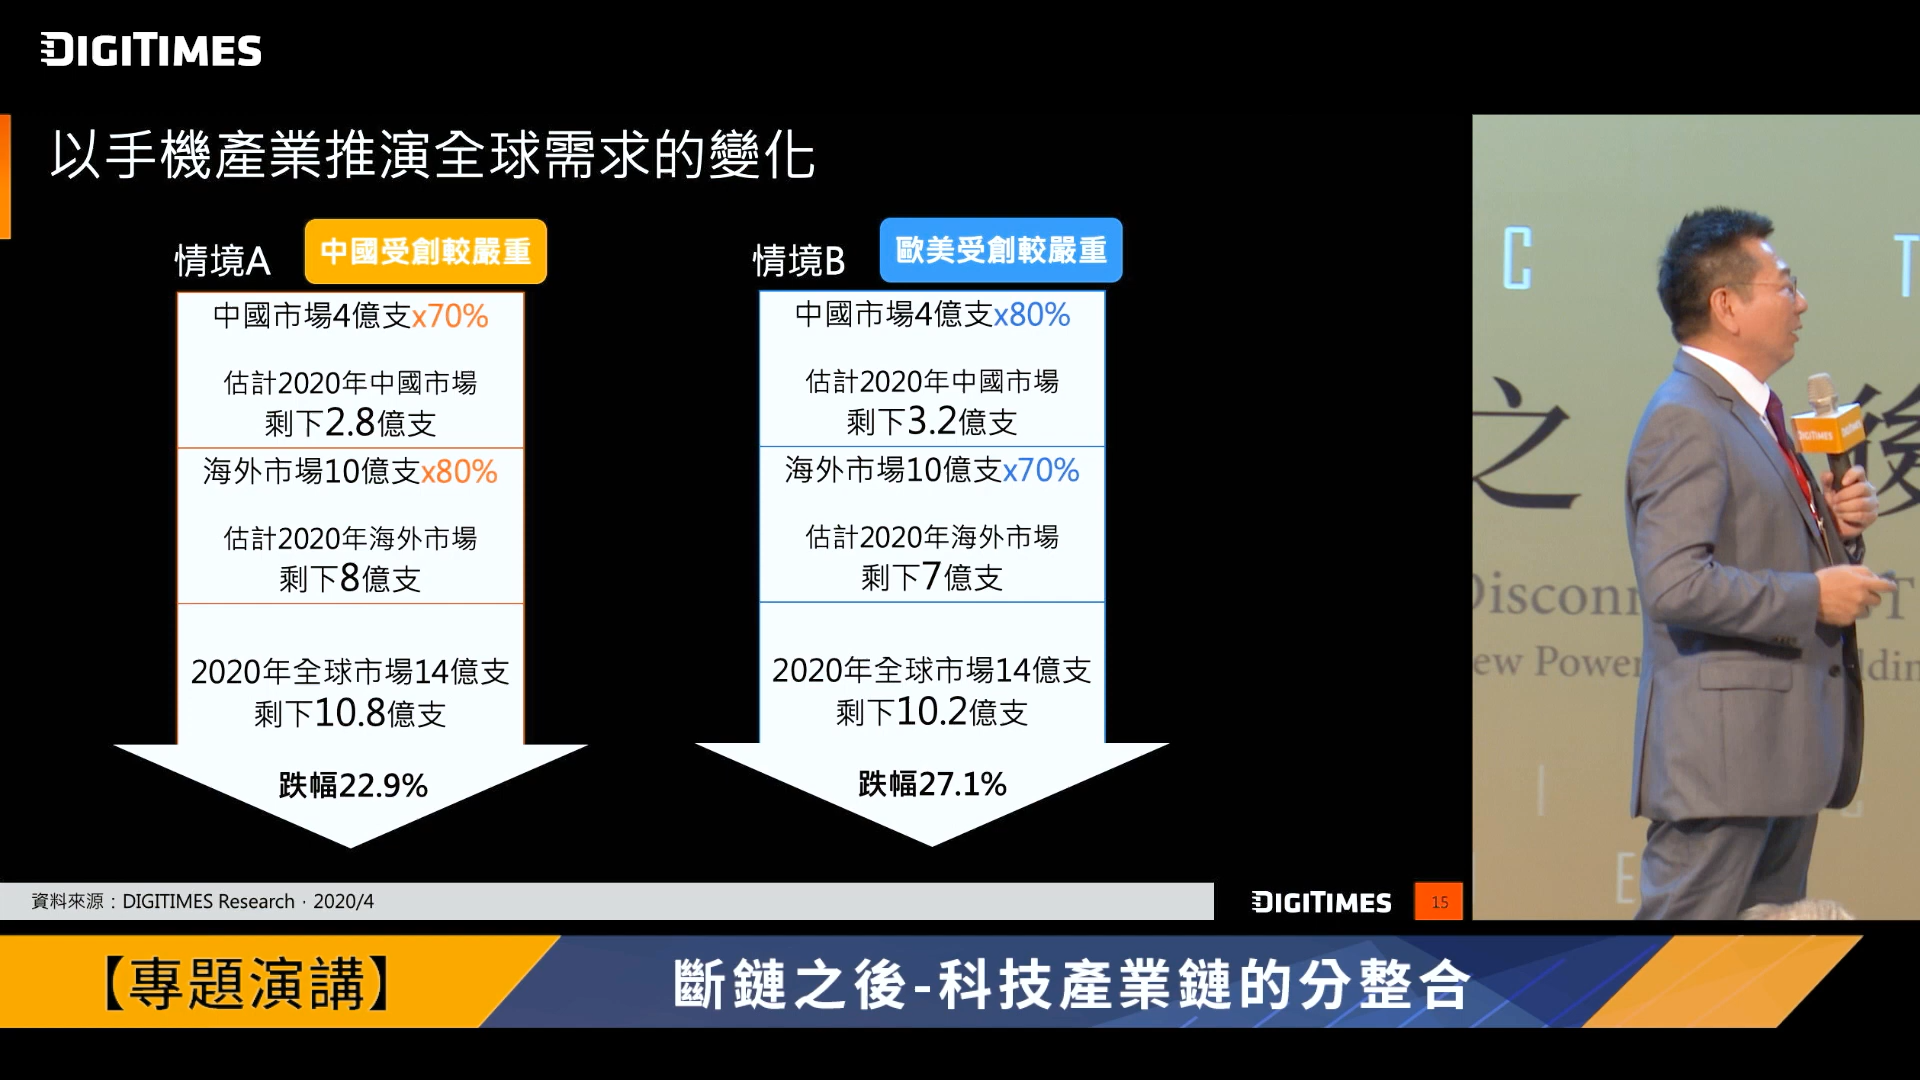 DIGITIMES
以手機產業推演全球需求的變化
情境A
中國受創較嚴重
中國市場4億支x70%
估計2020年中國市場
剩下2.8億支
海外市場10億支x80%
估計2020年海外市場
剩下8億支
2020年全球市場14億支
剩下10.8億支
跌幅22.9%
情境B
歐美受創較嚴重
中國市場4億支x80%
估計2020年中國市場
剩下3.2億支
海外市場10億支x70%
估計2020年海外市場
剩下7億支
2020年全球市場14億支
剩下10.2億支
跌幅27.1%
資料來源：DIGITIMES Research，2020/4
DIGITIMES
15
C
T
之
後
DIGITIMES
【專題演講】
斷鏈之後-科技產業鏈的分整合